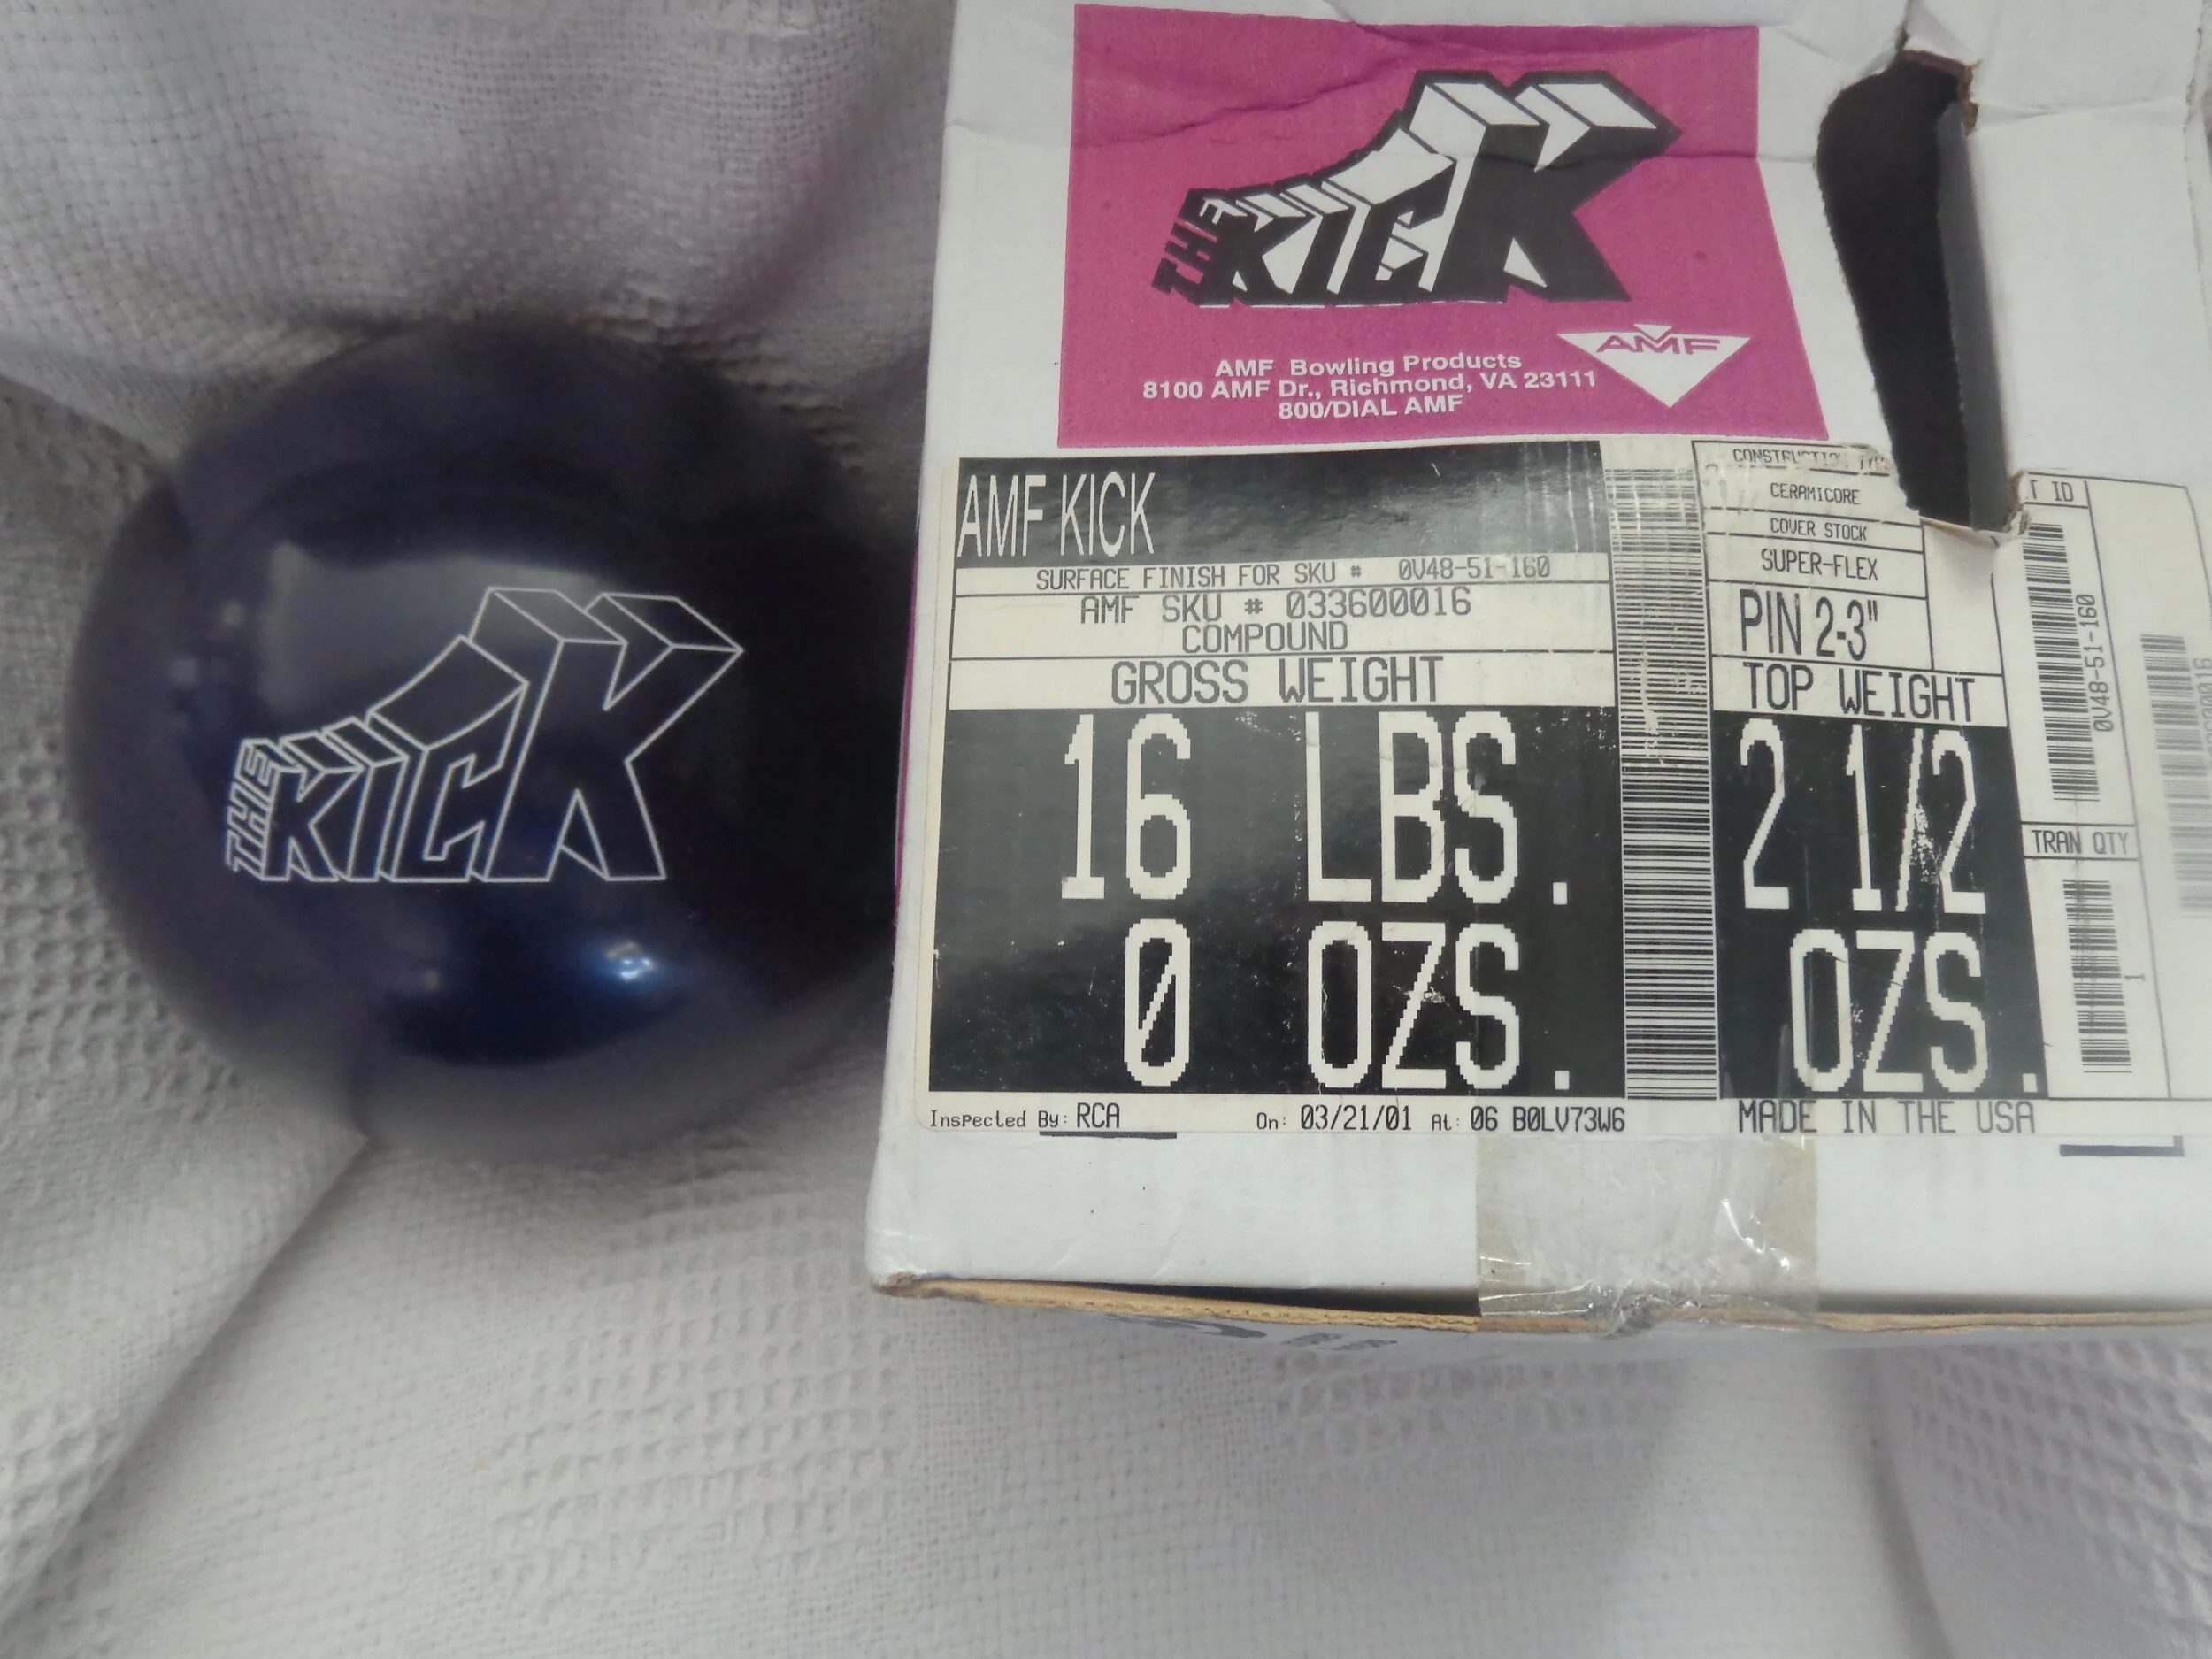 THE KICK
THE KICK
AMF
AMF Bowling Products
8100 AMF Dr., Richmond, VA 23111
800/DIAL AMF
AMF KICK
SURFACE FINISH FOR SKU # 0V48-51-160
AMF SKU # 033600016
COMPOUND
GROSS WEIGHT
16 LBS.
0 OZS.
CONSTRUCTION
CERAMICORE
COVER STOCK
SUPER-FLEX
PIN 2-3"
TOP WEIGHT
2 1/2
OZS.
ID
0V48-51-160
TRAN QTY
1
Inspected By: RCA On: 03/21/01 At: 06 B0LV73W6 MADE IN THE USA